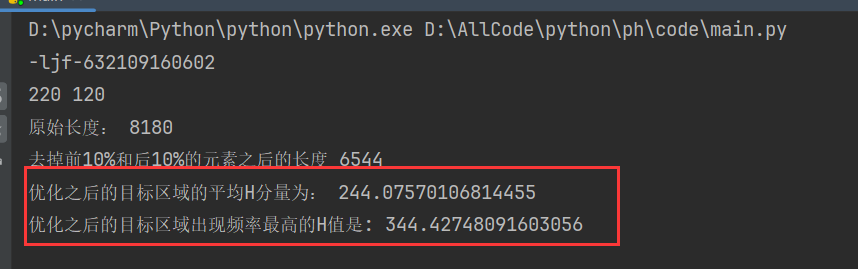 D:\pycharm\Python\python\python.exe D:\AllCode\python\ph\code\main.py
-ljf-632109160602
220 120
原始长度： 8180
去掉前10%和后10%的元素之后的长度 6544
优化之后的目标区域的平均H分量为： 244.07570106814455
优化之后的目标区域出现频率最高的H值是: 344.42748091603056